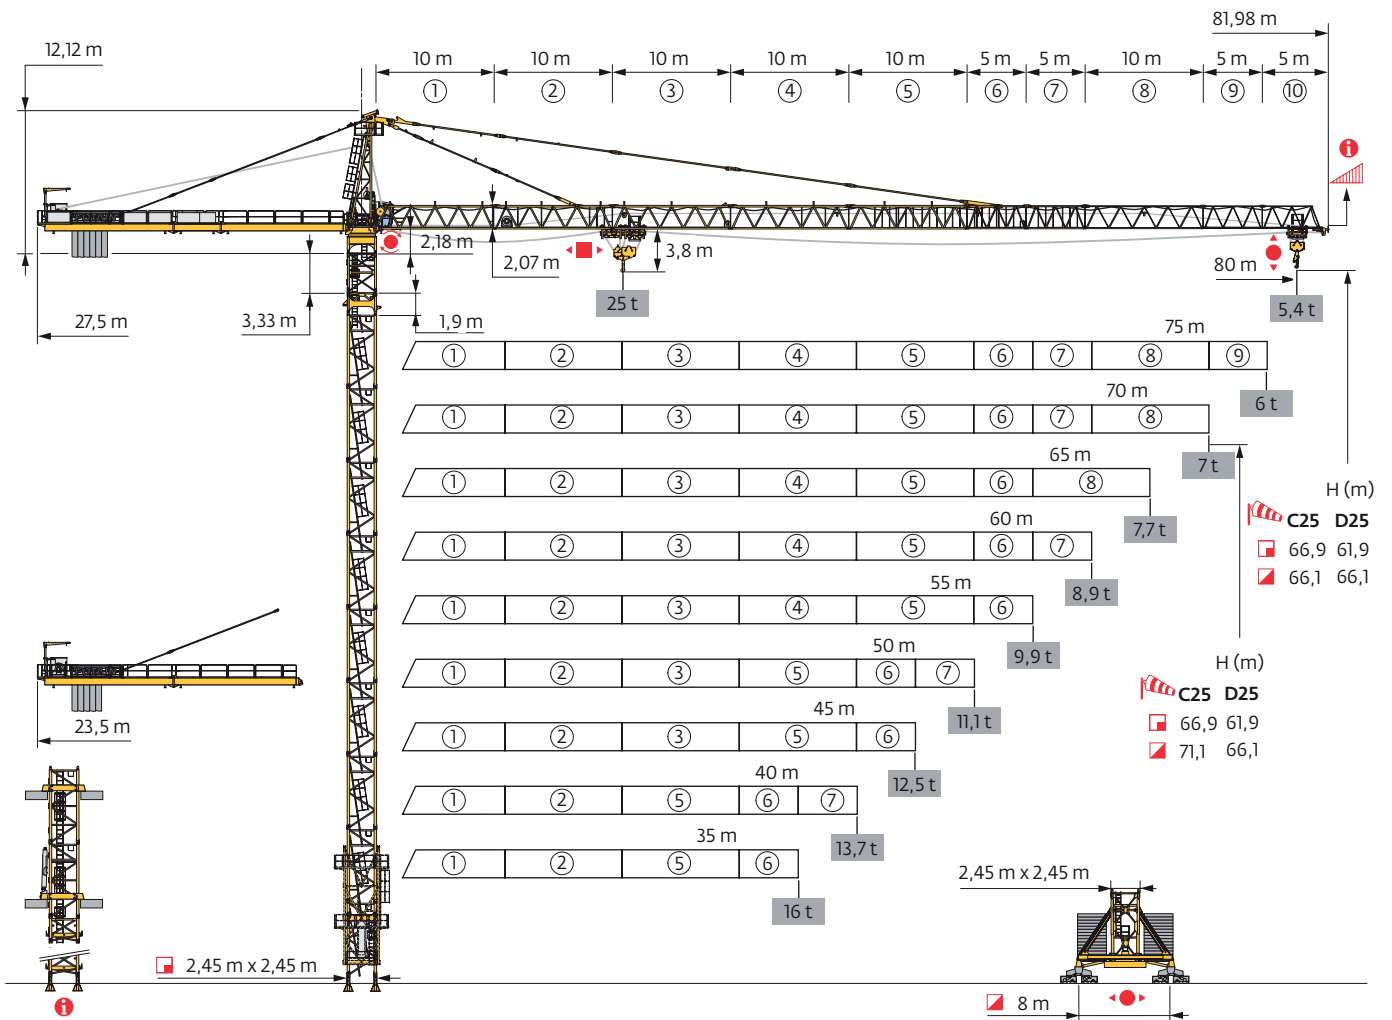 81,98 m
12,12 m
10 m 10 m 10 m 10 m 10 m 5 m 5 m 10 m 5 m 5 m
① ② ③ ④ ⑤ ⑥ ⑦ ⑧ ⑨ ⑩
i
2,18 m
3,8 m
2,07 m
80 m
25 t
5,4 t
27,5 m
3,33 m
1,9 m
75 m
① ② ③ ④ ⑤ ⑥ ⑦ ⑧ ⑨
6 t
70 m
① ② ③ ④ ⑤ ⑥ ⑦ ⑧
7 t
65 m
① ② ③ ④ ⑤ ⑥ ⑧
7,7 t
H (m)
C25 D25
66,9 61,9
66,1 66,1
60 m
① ② ③ ④ ⑤ ⑥ ⑦
8,9 t
55 m
① ② ③ ④ ⑤ ⑥
9,9 t
50 m
① ② ③ ⑤ ⑥ ⑦
11,1 t
H (m)
C25 D25
66,9 61,9
71,1 66,1
23,5 m
45 m
① ② ③ ⑤ ⑥
12,5 t
40 m
① ② ⑤ ⑥ ⑦
13,7 t
35 m
① ② ⑤ ⑥
16 t
2,45 m x 2,45 m
2,45 m x 2,45 m
i
8 m